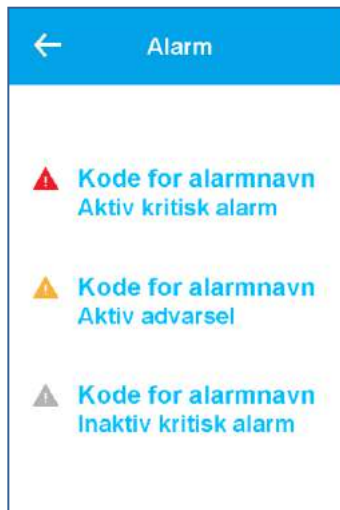 Alarm
Kode for alarmnavn
Aktiv kritisk alarm
Kode for alarmnavn
Aktiv advarsel
Kode for alarmnavn
Inaktiv kritisk alarm